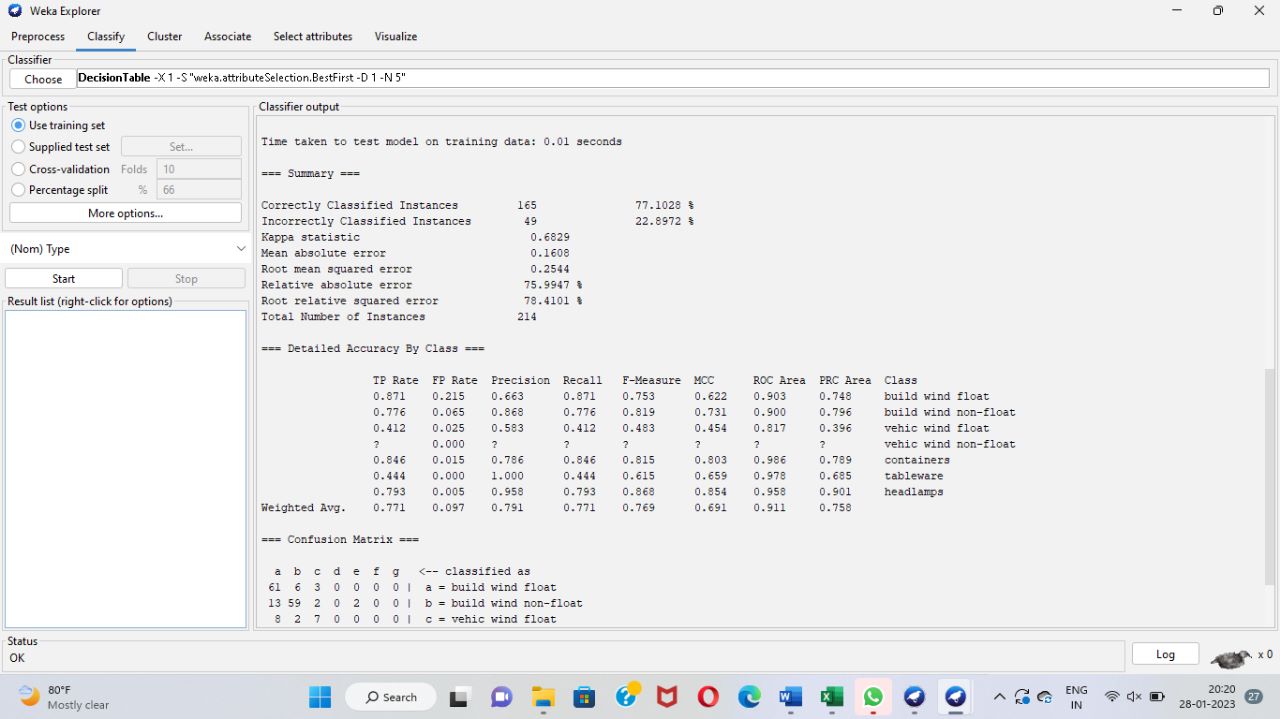 Weka Explorer
Preprocess Classify Cluster Associate Select attributes Visualize
Classifier
Choose DecisionTable -X 1 -S "weka.attributeSelection.BestFirst -D 1 -N 5"
Test options
Use training set
Supplied test set Set...
Cross-validation Folds 10
Percentage split % 66
More options...
(Nom) Type
Start Stop
Result list (right-click for options)
Classifier output
Time taken to test model on training data: 0.01 seconds
=== Summary ===
Correctly Classified Instances 165 77.1028 %
Incorrectly Classified Instances 49 22.8972 %
Kappa statistic 0.6829
Mean absolute error 0.1608
Root mean squared error 0.2544
Relative absolute error 75.9947 %
Root relative squared error 78.4101 %
Total Number of Instances 214
=== Detailed Accuracy By Class ===
TP Rate FP Rate Precision Recall F-Measure MCC ROC Area PRC Area Class
0.871 0.215 0.663 0.871 0.753 0.622 0.903 0.748 build wind float
0.776 0.065 0.868 0.776 0.819 0.731 0.900 0.796 build wind non-float
0.412 0.025 0.583 0.412 0.483 0.454 0.817 0.396 vehic wind float
? 0.000 ? ? ? ? ? ? vehic wind non-float
0.846 0.015 0.786 0.846 0.815 0.803 0.986 0.789 containers
0.444 0.000 1.000 0.444 0.615 0.659 0.978 0.685 tableware
0.793 0.005 0.958 0.793 0.868 0.854 0.958 0.901 headlamps
Weighted Avg. 0.771 0.097 0.791 0.771 0.769 0.691 0.911 0.758
=== Confusion Matrix ===
a b c d e f g <-- classified as
61 6 3 0 0 0 0 | a = build wind float
13 59 2 0 2 0 0 | b = build wind non-float
8 2 7 0 0 0 0 | c = vehic wind float
Status
OK
Log
x 0
80°F
Mostly clear
Search
ENG
IN
20:20
28-01-2023
27